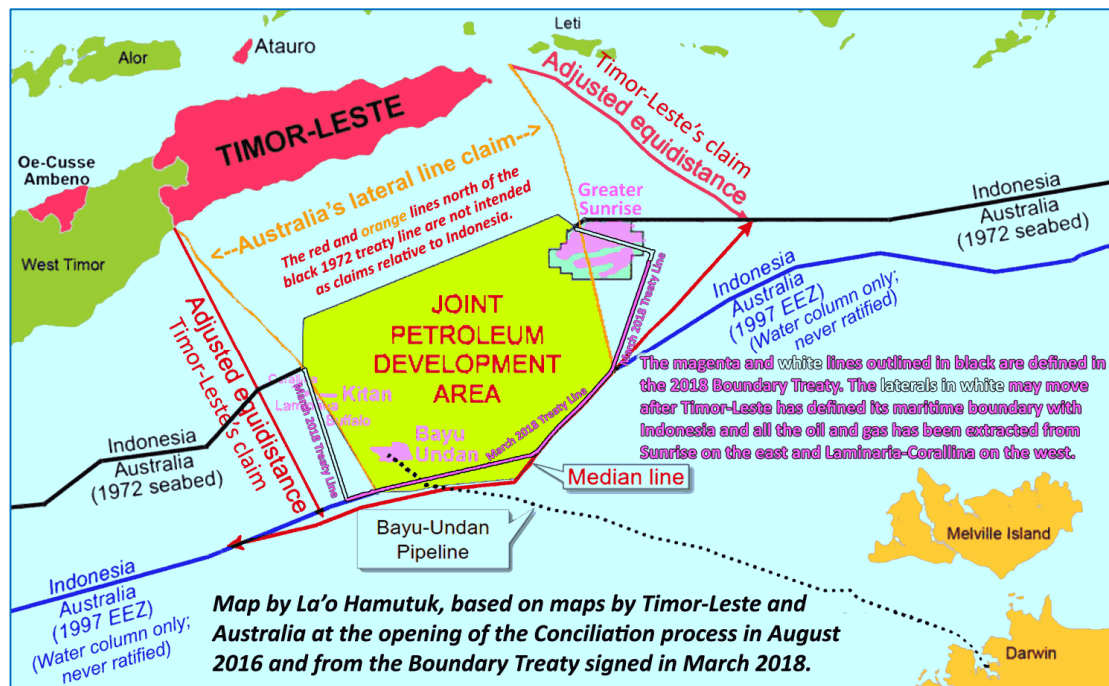 Leti
Alor
Atauro
TIMOR-LESTE
Oe-Cusse
Ambeno
West Timor
Timor-Leste's claim
Adjusted equidistance
<--Australia's lateral line claim-->
The red and orange lines north of the
black 1972 treaty line are not intended
as claims relative to Indonesia.
Greater
Sunrise
Indonesia
Australia
(1972 seabed)
Indonesia
Australia
(1997 EEZ)
(Water column only;
never ratified)
JOINT
PETROLEUM
DEVELOPMENT
AREA
March 2018 Treaty Line
Adjusted equidistance
Timor-Leste's claim
Kitan
Buffalo
March 2018 Treaty Line
Bayu
Undan
March 2018 Treaty Line
The magenta and white lines outlined in black are defined in
the 2018 Boundary Treaty. The laterals in white may move
after Timor-Leste has defined its maritime boundary with
Indonesia and all the oil and gas has been extracted from
Sunrise on the east and Laminaria-Corallina on the west.
Indonesia
Australia
(1972 seabed)
Median line
Bayu-Undan
Pipeline
Melville Island
Indonesia
Australia
(1997 EEZ)
(Water column only;
never ratified)
Map by La'o Hamutuk, based on maps by Timor-Leste and
Australia at the opening of the Conciliation process in August
2016 and from the Boundary Treaty signed in March 2018.
Darwin